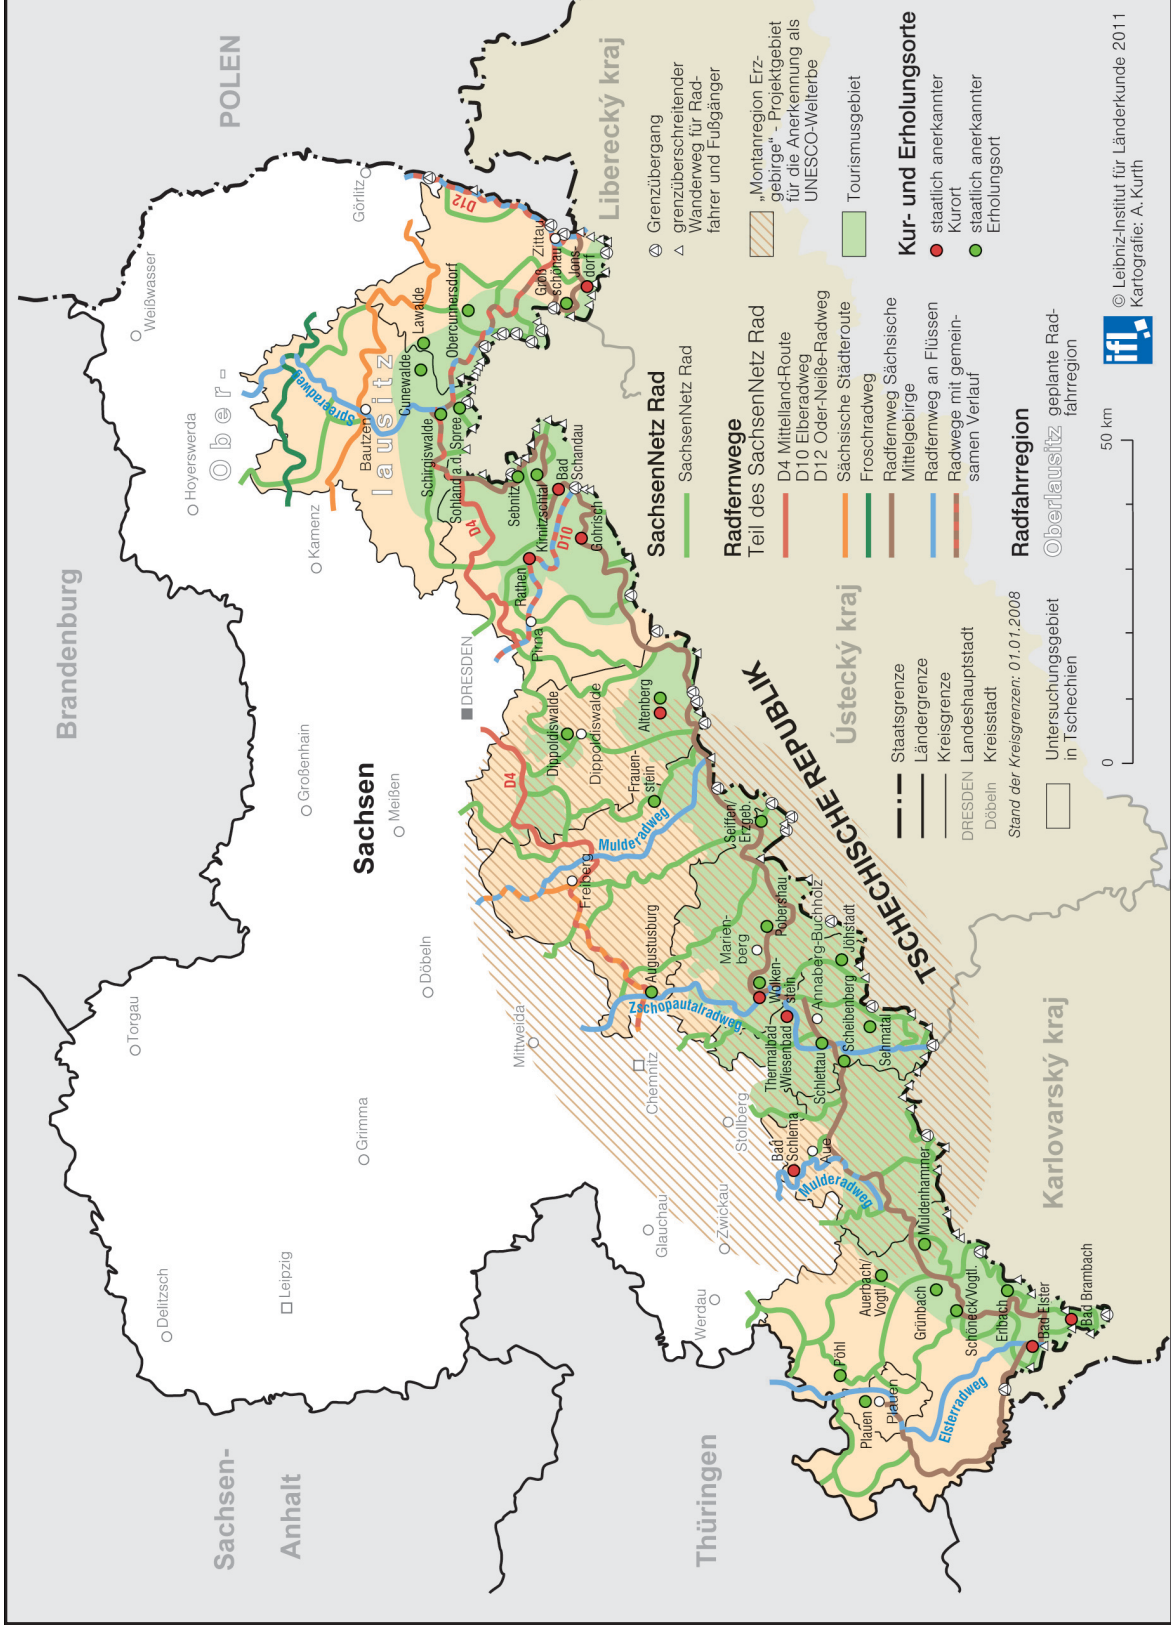 POLEN
Brandenburg
Sachsen-
Anhalt
Thüringen
Sachsen
Liberecký kraj
Ústecký kraj
Karlovarský kraj
TSCHECHISCHE REPUBLIK
Delitzsch
Leipzig
Torgau
Grimma
Döbeln
Großenhain
Meißen
DRESDEN
Hoyerswerda
Kamenz
Weißwasser
Görlitz
Mittweida
Chemnitz
Stollberg
Glauchau
Zwickau
Werdau
Ober-
lausitz
Spreeradweg
Bautzen
Cunewalde
Lawalde
Obercunnersdorf
Schirgiswalde
Sohland a.d. Spree
D12
Zittau
Groß
schönau
Jons-
dorf
D4
Sebnitz
Kirnitzschtal
Bad
Schandau
D10
Rathen
Gohrisch
Pirna
Dippoldiswalde
Dippoldiswalde
Altenberg
D4
Frauen-
stein
Mulderadweg
Freiberg
Seiffen/
Erzgeb.
Augustusburg
Marien-
berg
Pobershau
Zschopautalradweg
Wolken-
stein
Annaberg-Buchholz
Jöhstadt
Thermalbad
Wiesenbad
Schlettau
Scheibenberg
Sehmatal
Bad
Schlema
Aue
Mulderadweg
Muldenhammer
Auerbach/
Vogtl.
Grünbach
Schöneck/Vogtl.
Erlbach
Bad Elster
Bad Brambach
Pöhl
Plauen
Plauen
Elsterradweg
Staatsgrenze
Ländergrenze
Kreisgrenze
DRESDEN Landeshauptstadt
Döbeln Kreisstadt
Stand der Kreisgrenzen: 01.01.2008
Untersuchungsgebiet
in Tschechien
0
50 km
SachsenNetz Rad
SachsenNetz Rad
Radfernwege
Teil des SachsenNetz Rad
D4 Mittelland-Route
D10 Elberadweg
D12 Oder-Neiße-Radweg
Sächsische Städteroute
Froschradweg
Radfernweg Sächsische
Mittelgebirge
Radfernweg an Flüssen
Radwege mit gemein-
samen Verlauf
Radfahrregion
Oberlausitz geplante Rad-
fahrregion
Grenzübergang
grenzüberschreitender
Wanderweg für Rad-
fahrer und Fußgänger
„Montanregion Erz-
gebirge“ - Projektgebiet
für die Anerkennung als
UNESCO-Welterbe
Tourismusgebiet
Kur- und Erholungsorte
staatlich anerkannter
Kurort
staatlich anerkannter
Erholungsort
ifl
© Leibniz-Institut für Länderkunde 2011
Kartografie: A. Kurth